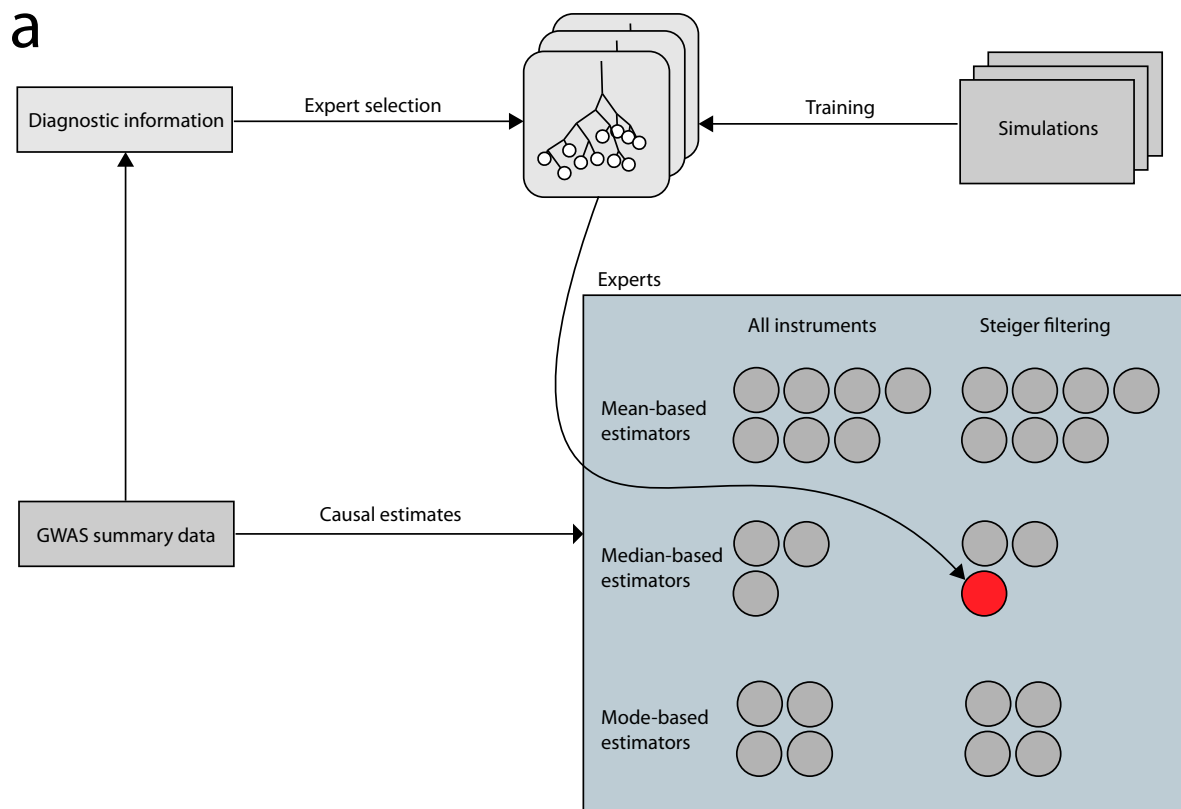 a
Diagnostic information
Expert selection
Training
Simulations
Experts
All instruments
Steiger filtering
Mean-based
estimators
GWAS summary data
Causal estimates
Median-based
estimators
Mode-based
estimators